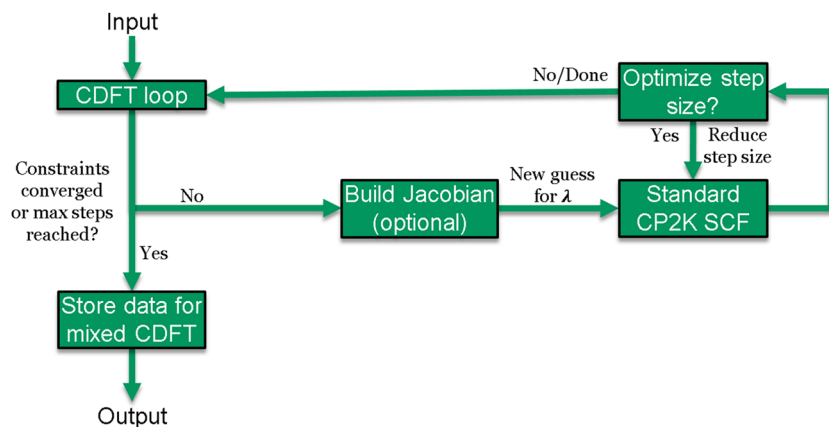 Input
CDFT loop
No/Done
Optimize step
size?
Yes
Reduce
step size
Constraints
converged
or max steps
reached?
No
Build Jacobian
(optional)
New guess
for λ
Standard
CP2K SCF
Yes
Store data for
mixed CDFT
Output